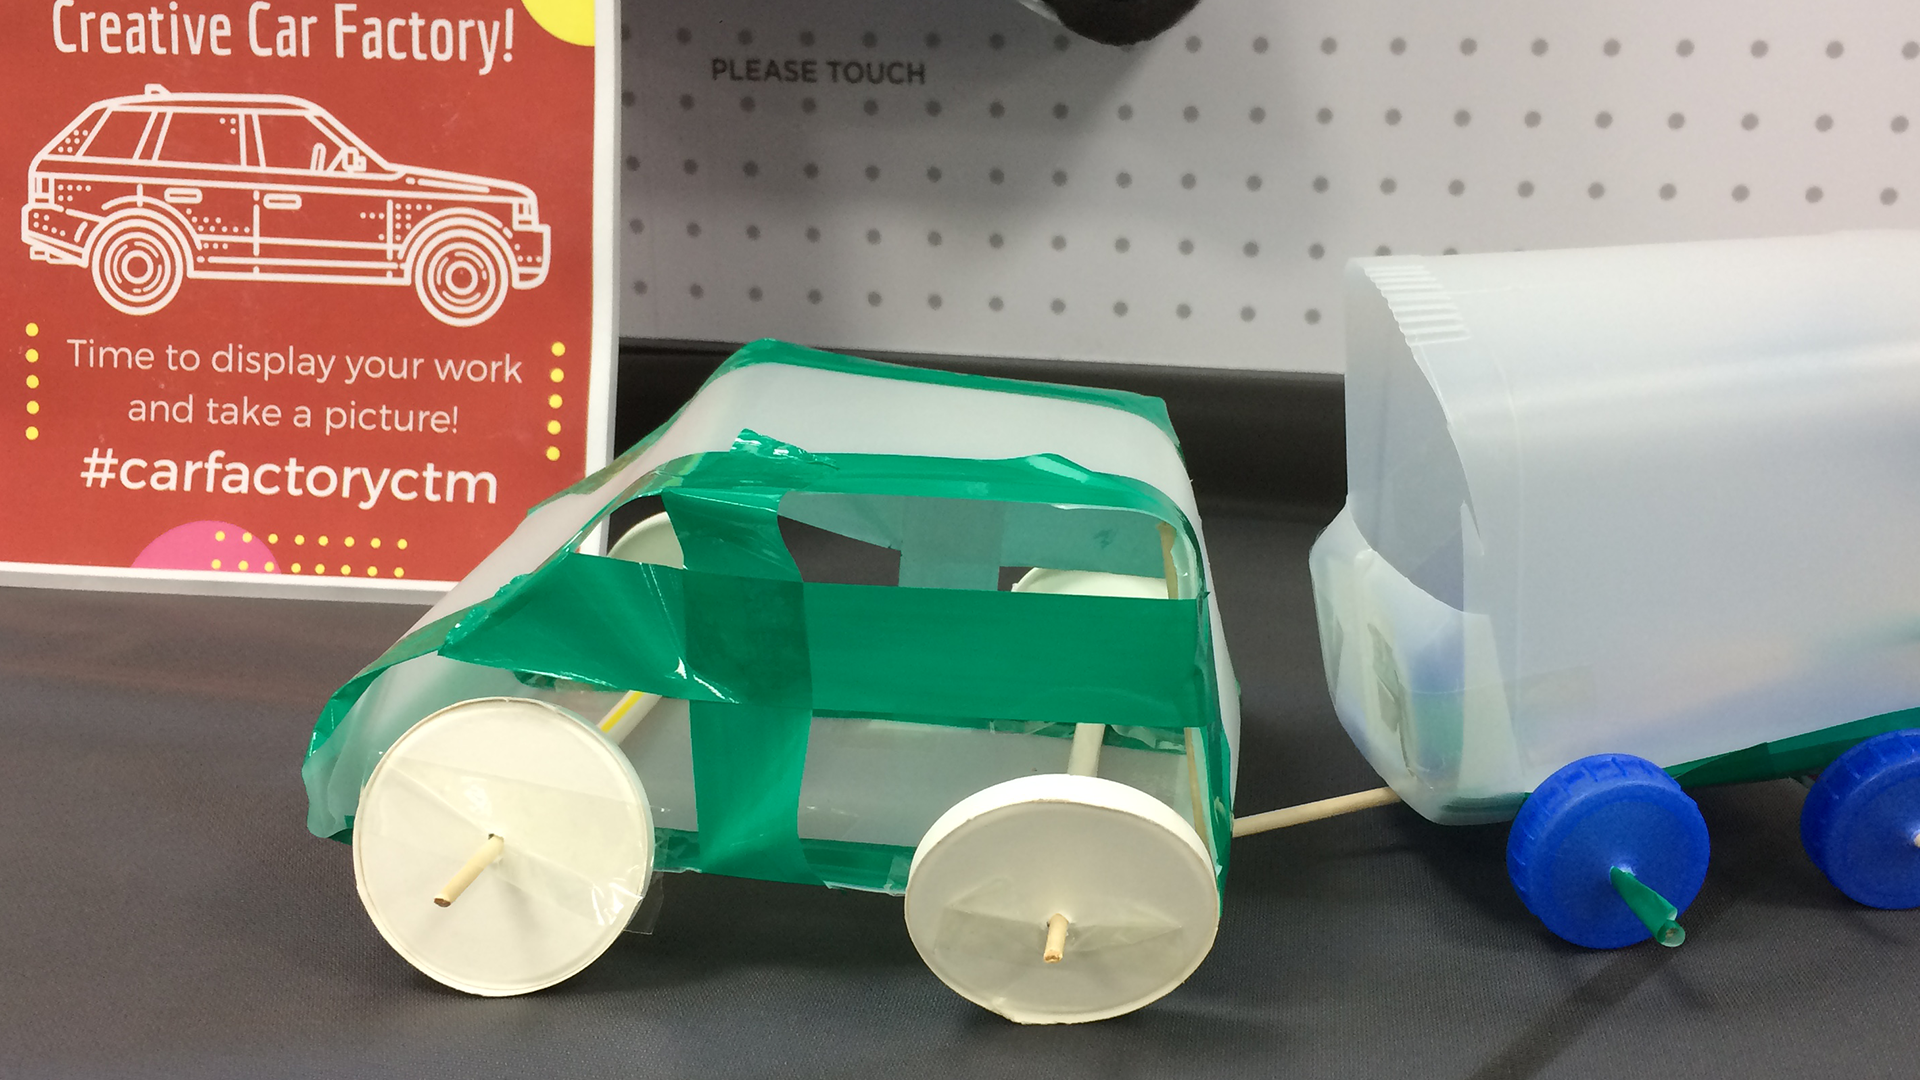 Creative Car Factory!
PLEASE TOUCH
Time to display your work
and take a picture!
#carfactoryctm